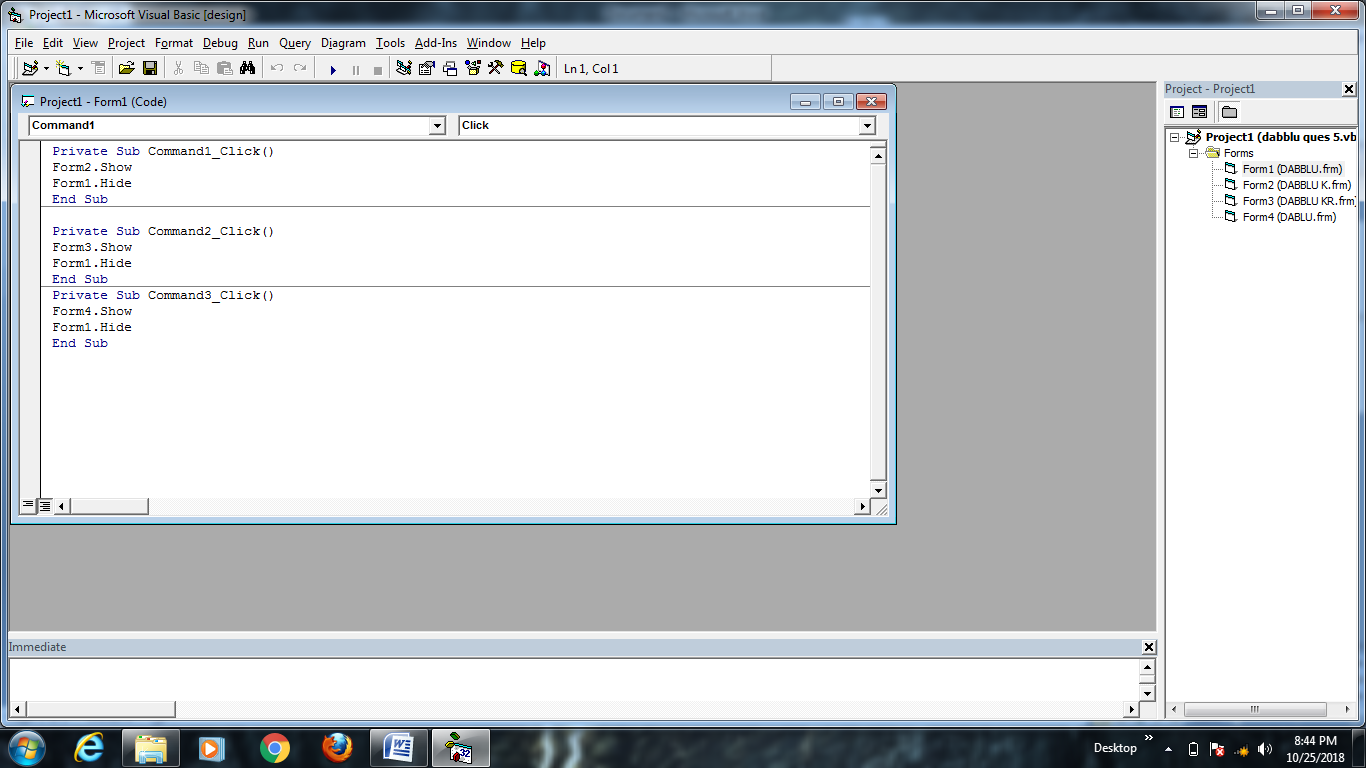 Project1 - Microsoft Visual Basic [design]
File Edit View Project Format Debug Run Query Diagram Tools Add-Ins Window Help
Ln 1, Col 1
Project1 - Form1 (Code)
Command1 Click
Private Sub Command1_Click()
Form2.Show
Form1.Hide
End Sub
Private Sub Command2_Click()
Form3.Show
Form1.Hide
End Sub
Private Sub Command3_Click()
Form4.Show
Form1.Hide
End Sub
Project - Project1
Project1 (dabblu ques 5.vb
Forms
Form1 (DABBLU.frm)
Form2 (DABBLU K.frm)
Form3 (DABBLU KR.frm)
Form4 (DABLU.frm)
Immediate
32
Desktop
8:44 PM
10/25/2018